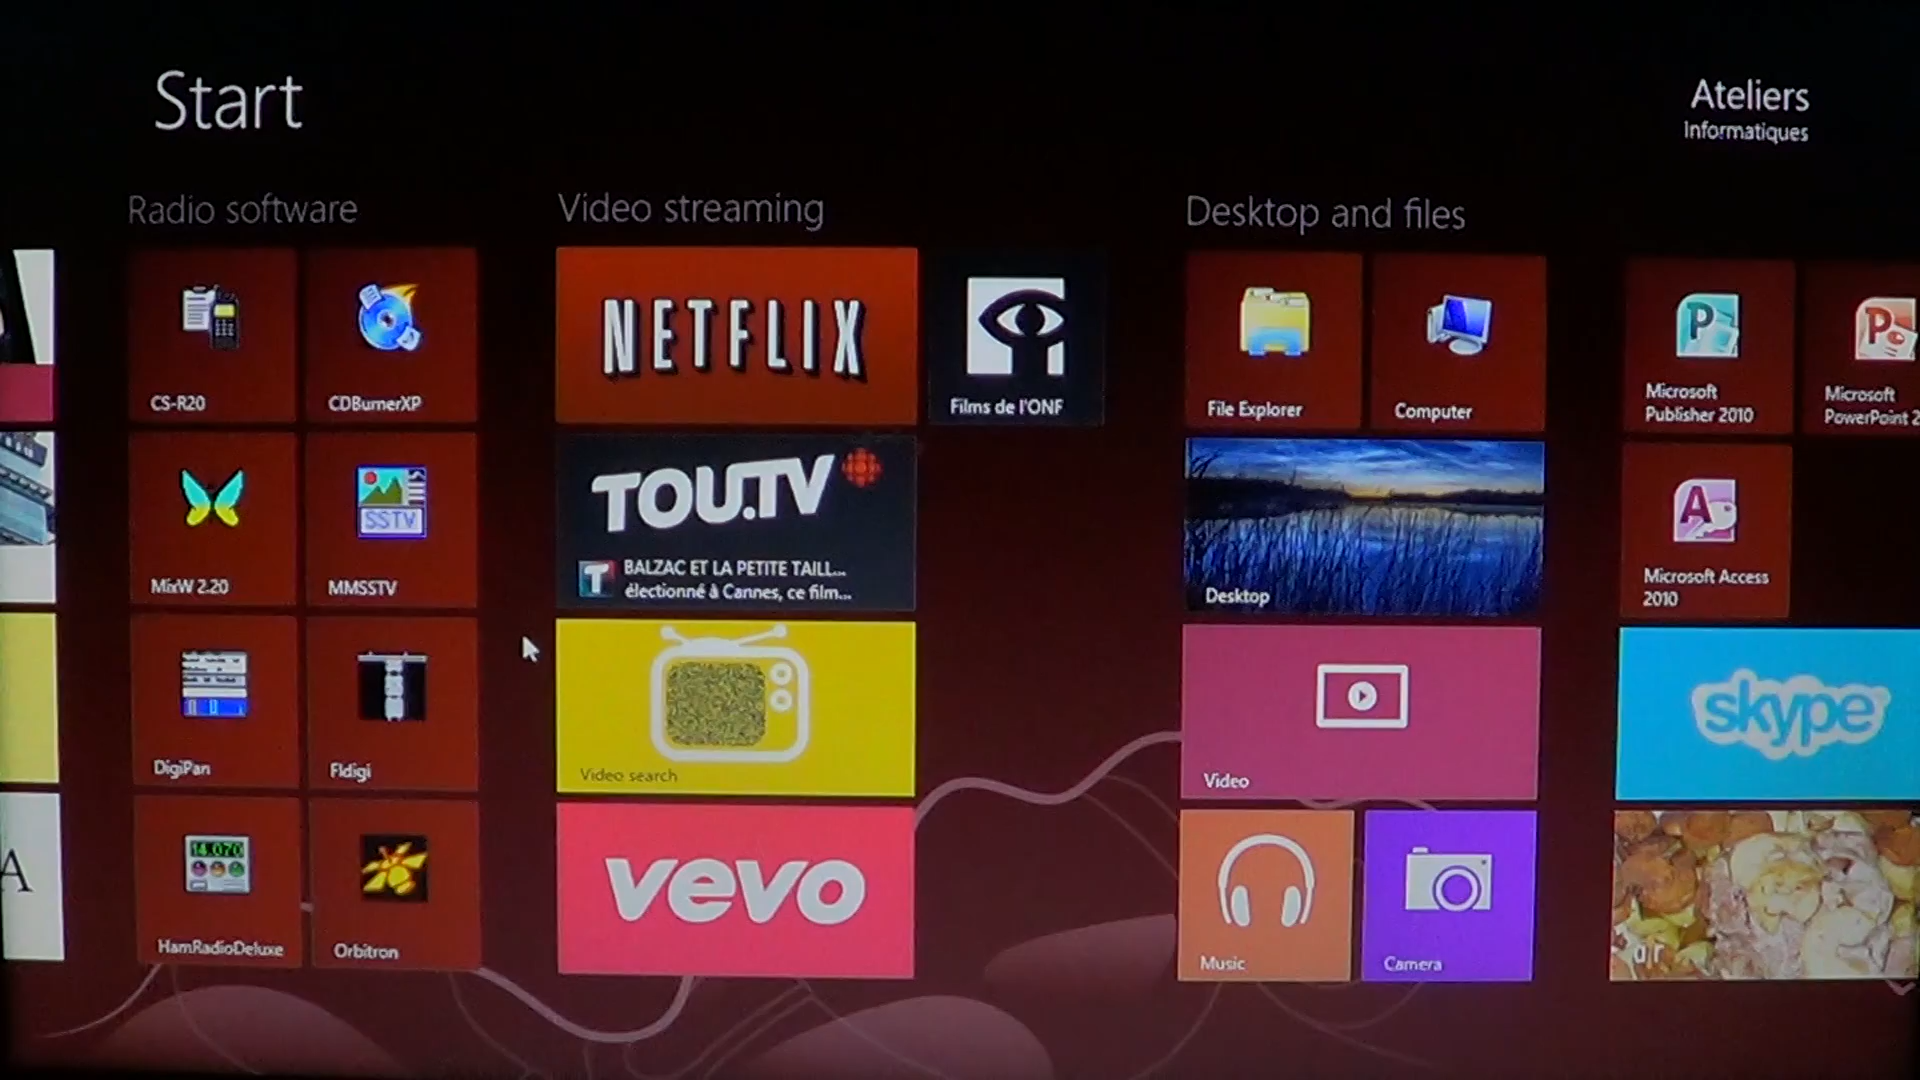 Start
Ateliers
Informatiques
Radio software
Video streaming
Desktop and files
CS-R20
CDBurnerXP
NETFLIX
Films de l'ONF
File Explorer
Computer
Microsoft
Publisher 2010
Microsoft
PowerPoint 2
MixW 2.20
SSTV
MMSSTV
TOU.TV
BALZAC ET LA PETITE TAILL...
électionné à Cannes, ce film...
Desktop
Microsoft Access
2010
DigiPan
Fldigi
Video search
Video
skype
A
14.070
HamRadioDeluxe
Orbitron
vevo
Music
Camera